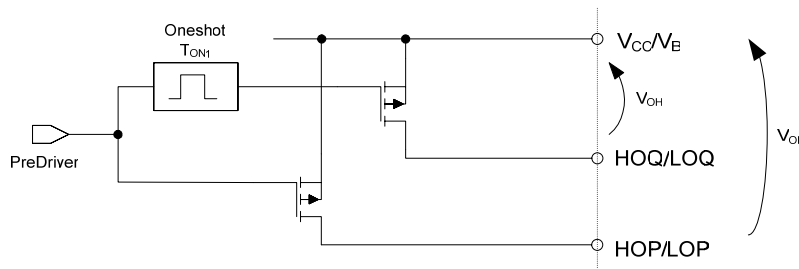 Oneshot
TON1
VCC/VB
VOH
PreDriver
HOQ/LOQ
HOP/LOP